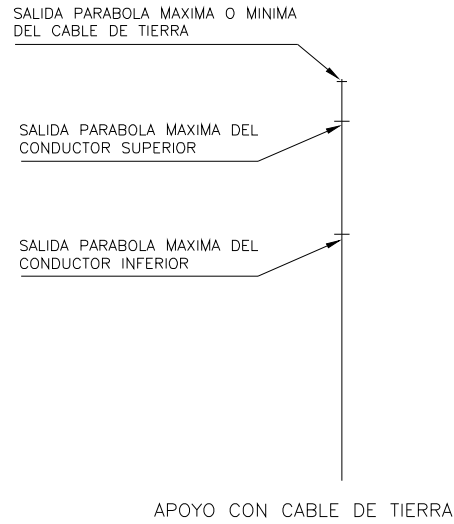 SALIDA PARABOLA MAXIMA O MINIMA
DEL CABLE DE TIERRA
SALIDA PARABOLA MAXIMA DEL
CONDUCTOR SUPERIOR
SALIDA PARABOLA MAXIMA DEL
CONDUCTOR INFERIOR
APOYO CON CABLE DE TIERRA